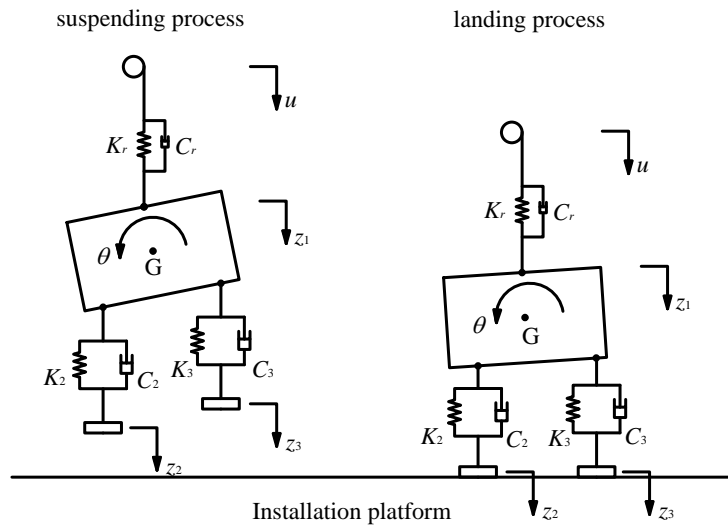 suspending process
landing process
u
Kr
Cr
z1
θ
G
K2
C2
K3
C3
z2
z3
u
Kr
Cr
z1
θ
G
K2
C2
K3
C3
z2
z3
Installation platform